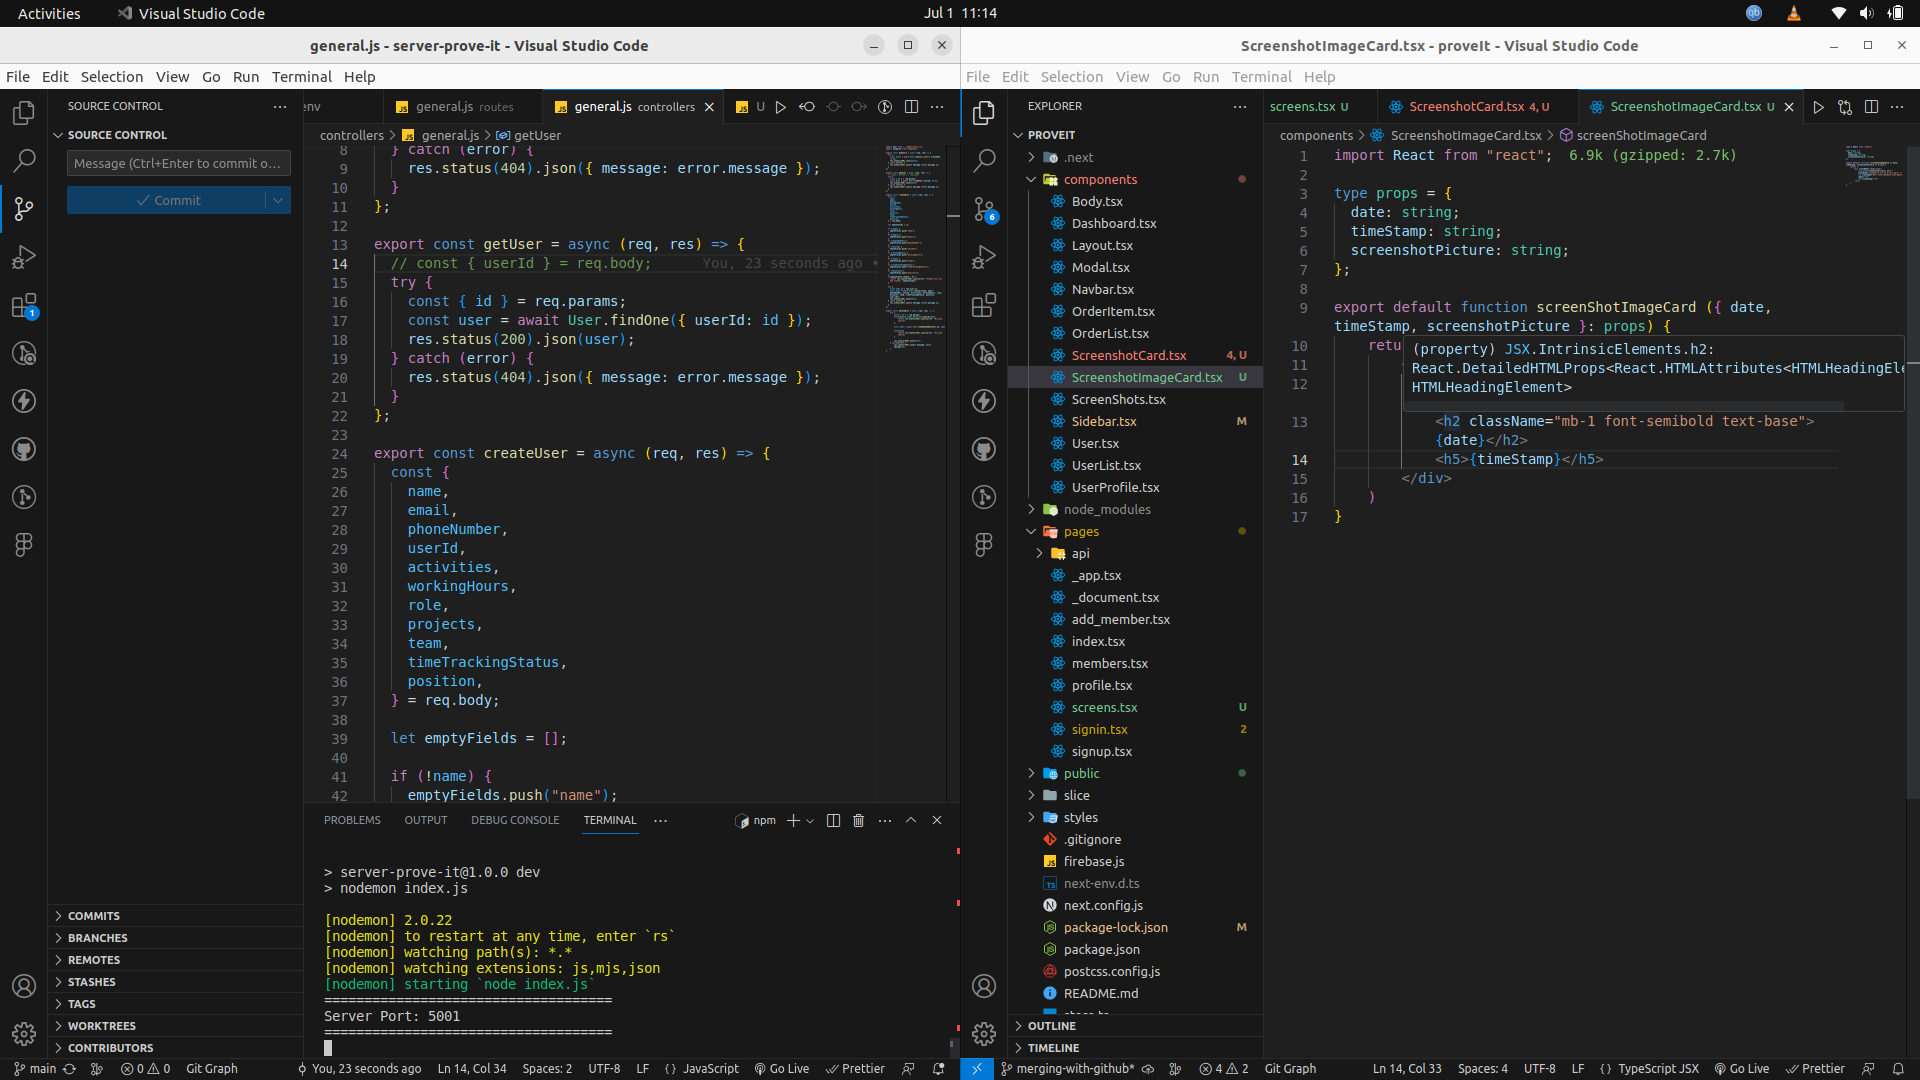 Activities
Visual Studio Code
Jul 1 11:14
general.js - server-prove-it - Visual Studio Code
File Edit Selection View Go Run Terminal Help
SOURCE CONTROL
SOURCE CONTROL
Message (Ctrl+Enter to commit o...
Commit
1
COMMITS
BRANCHES
REMOTES
STASHES
TAGS
WORKTREES
CONTRIBUTORS
env
general.js routes
general.js controllers
U
controllers > general.js > getUser
8 } catch (error) {
9 res.status(404).json({ message: error.message });
10 }
11 };
12
13 export const getUser = async (req, res) => {
14 // const { userId } = req.body; You, 23 seconds ago •
15 try {
16 const { id } = req.params;
17 const user = await User.findOne({ userId: id });
18 res.status(200).json(user);
19 } catch (error) {
20 res.status(404).json({ message: error.message });
21 }
22 };
23
24 export const createUser = async (req, res) => {
25 const {
26 name,
27 email,
28 phoneNumber,
29 userId,
30 activities,
31 workingHours,
32 role,
33 projects,
34 team,
35 timeTrackingStatus,
36 position,
37 } = req.body;
38
39 let emptyFields = [];
40
41 if (!name) {
42 emptyFields.push("name");
PROBLEMS OUTPUT DEBUG CONSOLE TERMINAL ...
npm
> server-prove-it@1.0.0 dev
> nodemon index.js
[nodemon] 2.0.22
[nodemon] to restart at any time, enter `rs`
[nodemon] watching path(s): *.*
[nodemon] watching extensions: js,mjs,json
[nodemon] starting `node index.js`
====================================
Server Port: 5001
====================================
main 0 0 Git Graph You, 23 seconds ago Ln 14, Col 34 Spaces: 2 UTF-8 LF { } JavaScript Go Live Prettier
ScreenshotImageCard.tsx - proveIt - Visual Studio Code
File Edit Selection View Go Run Terminal Help
6
EXPLORER
PROVEIT
.next
components
Body.tsx
Dashboard.tsx
Layout.tsx
Modal.tsx
Navbar.tsx
OrderItem.tsx
OrderList.tsx
ScreenshotCard.tsx 4, U
ScreenshotImageCard.tsx U
ScreenShots.tsx
Sidebar.tsx M
User.tsx
UserList.tsx
UserProfile.tsx
node_modules
pages
api
_app.tsx
_document.tsx
add_member.tsx
index.tsx
members.tsx
profile.tsx
screens.tsx U
signin.tsx 2
signup.tsx
public
slice
styles
.gitignore
firebase.js
next-env.d.ts
next.config.js
package-lock.json M
package.json
postcss.config.js
README.md
OUTLINE
TIMELINE
screens.tsx U
ScreenshotCard.tsx 4, U
ScreenshotImageCard.tsx U
components > ScreenshotImageCard.tsx > screenShotImageCard
1 import React from "react"; 6.9k (gzipped: 2.7k)
2
3 type props = {
4 date: string;
5 timeStamp: string;
6 screenshotPicture: string;
7 };
8
9 export default function screenShotImageCard ({ date,
timeStamp, screenshotPicture }: props) {
10 retu
(property) JSX.IntrinsicElements.h2:
11
React.DetailedHTMLProps<React.HTMLAttributes<HTMLHeadingEle
12
HTMLHeadingElement>
13 <h2 className="mb-1 font-semibold text-base">
{date}</h2>
14 <h5>{timeStamp}</h5>
15 </div>
16 )
17 }
merging-with-github* 4 2 Git Graph Ln 14, Col 33 Spaces: 4 UTF-8 LF { } TypeScript JSX Go Live Prettier